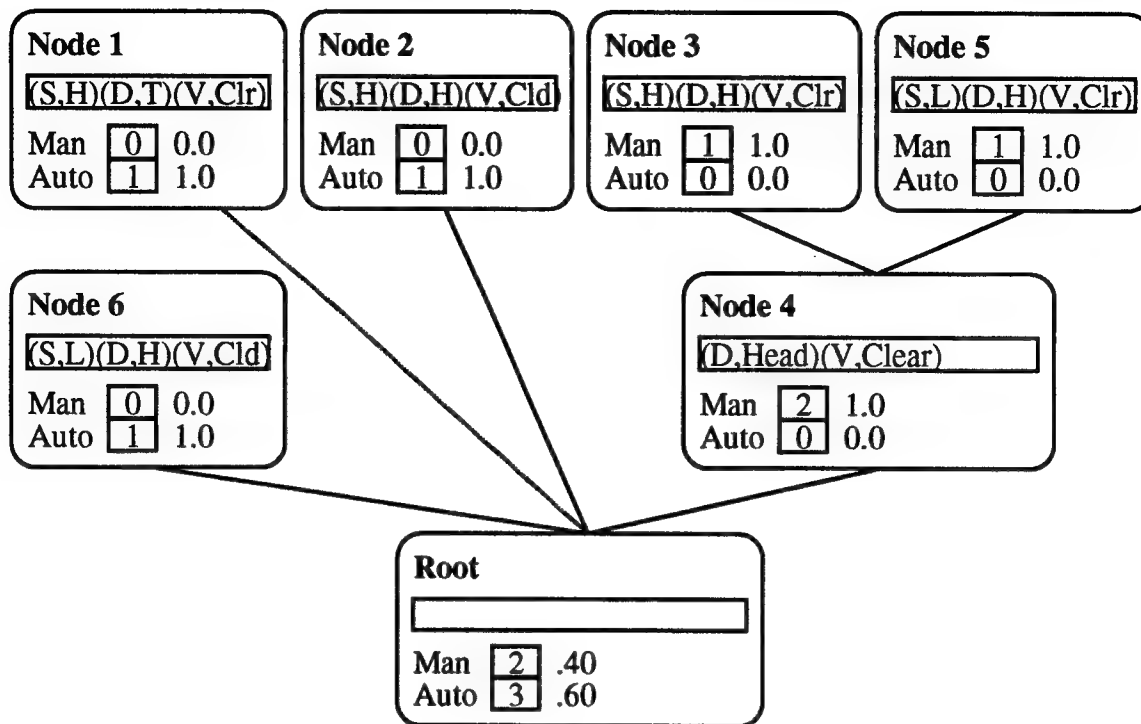 Node 1
(S,H)(D,T)(V,Clr)
Man 0 0.0
Auto 1 1.0
Node 2
(S,H)(D,H)(V,Cld)
Man 0 0.0
Auto 1 1.0
Node 3
(S,H)(D,H)(V,Clr)
Man 1 1.0
Auto 0 0.0
Node 5
(S,L)(D,H)(V,Clr)
Man 1 1.0
Auto 0 0.0
Node 6
(S,L)(D,H)(V,Cld)
Man 0 0.0
Auto 1 1.0
Node 4
(D,Head)(V,Clear)
Man 2 1.0
Auto 0 0.0
Root
Man 2 .40
Auto 3 .60